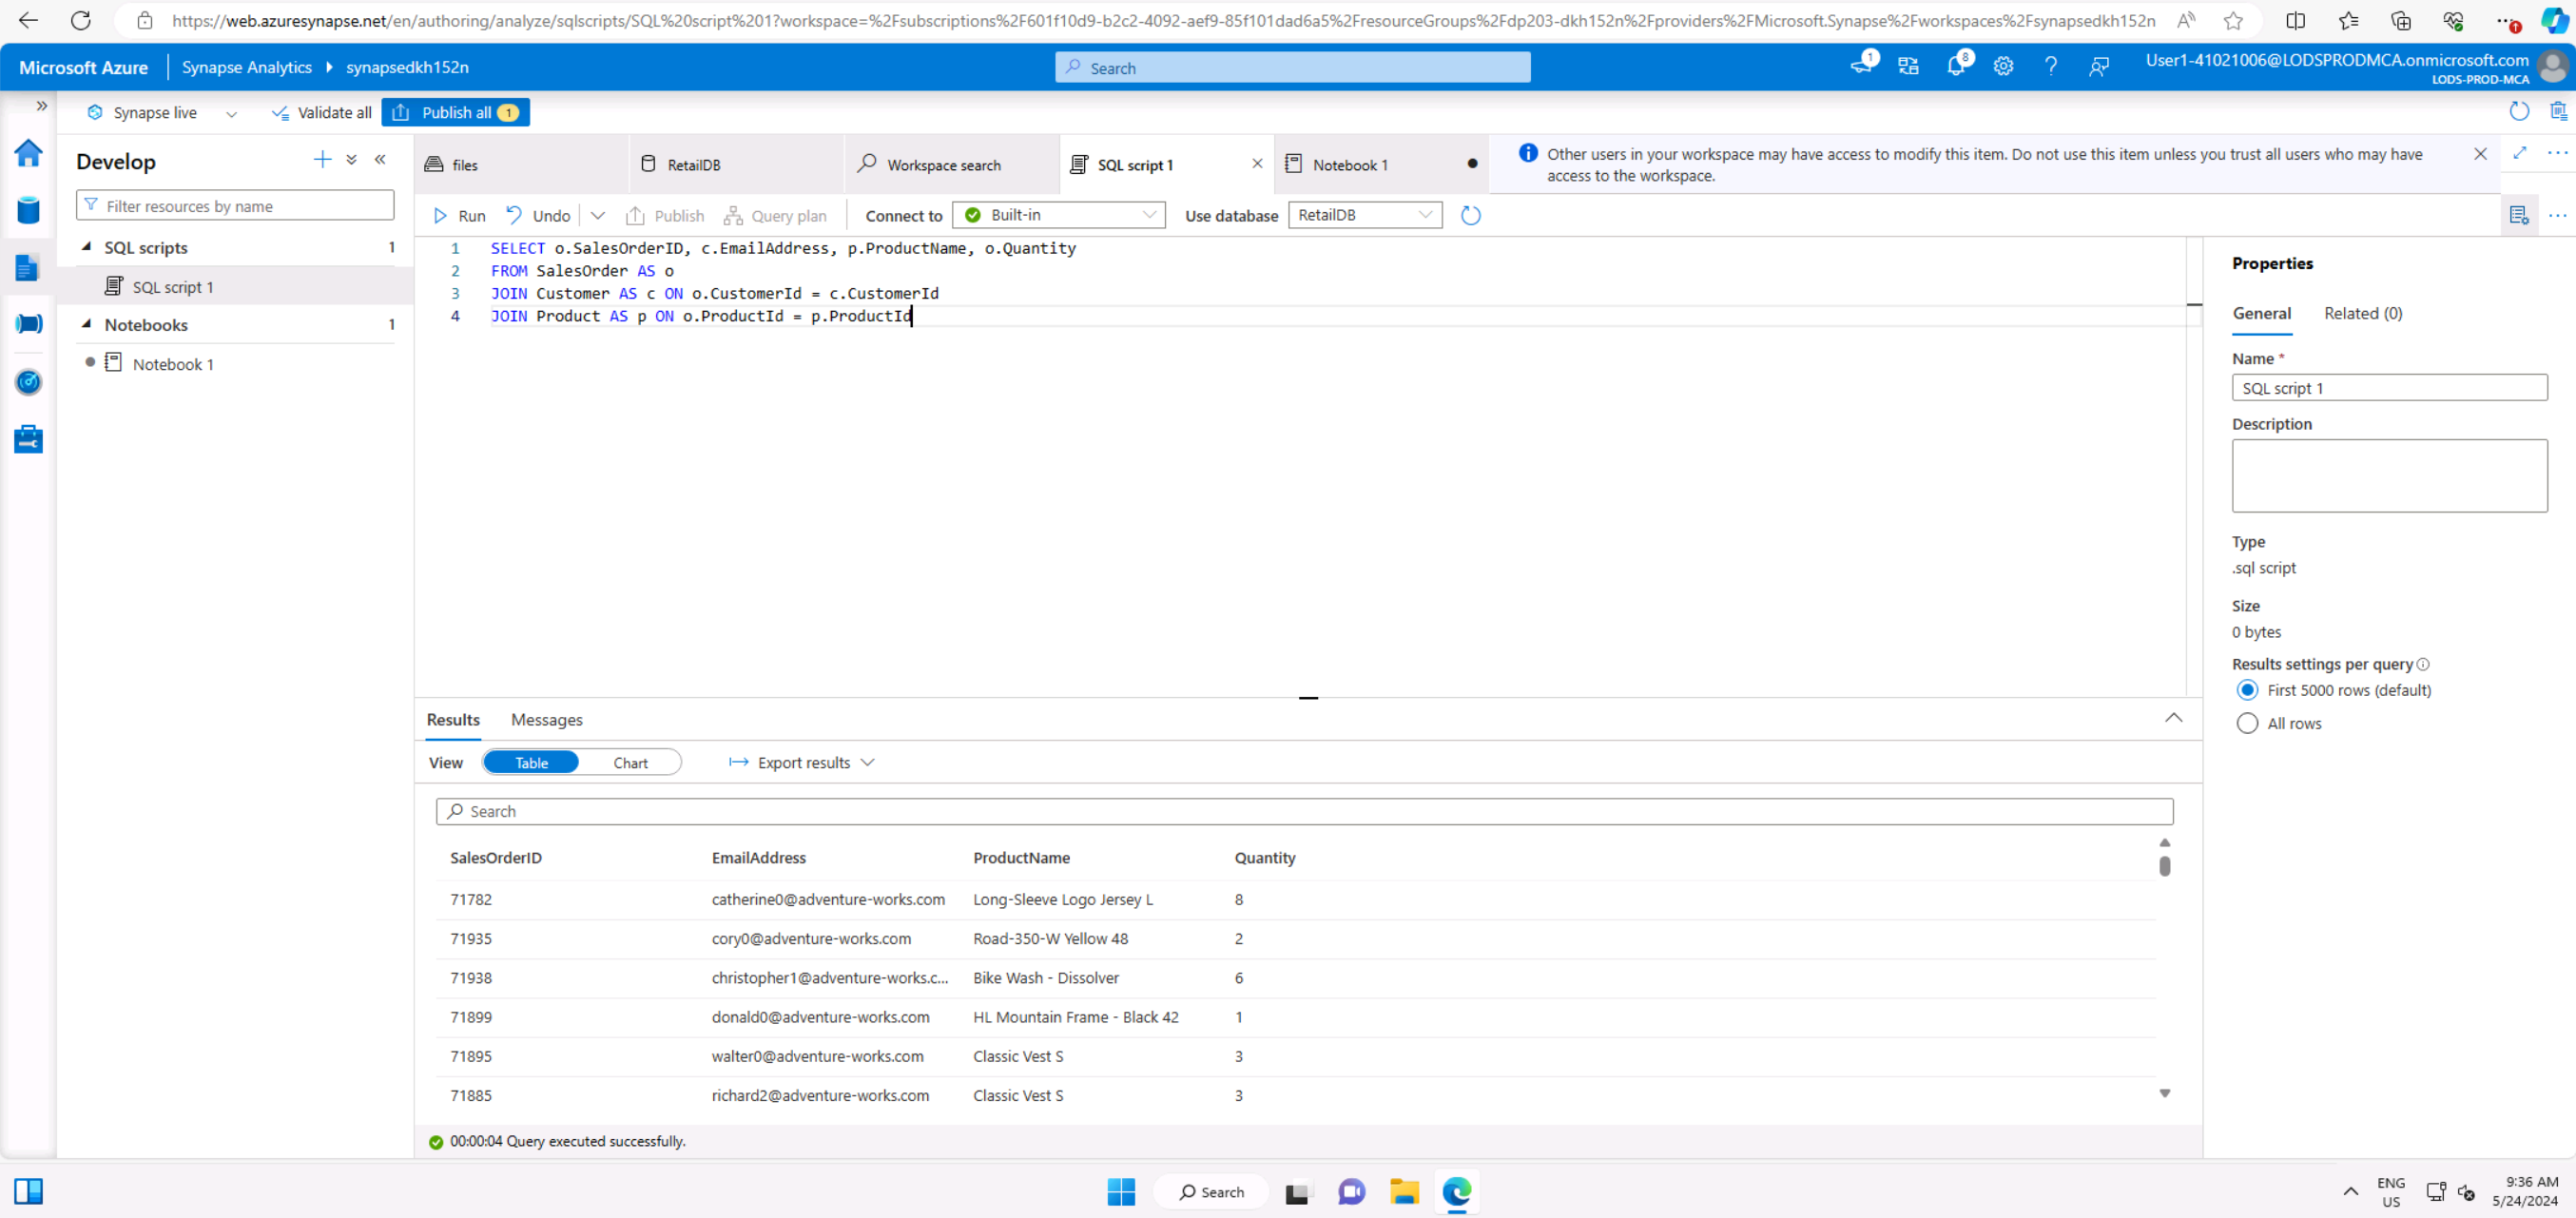 https://web.azuresynapse.net/en/authoring/analyze/sqlscripts/SQL%20script%201?workspace=%2Fsubscriptions%2F601f10d9-b2c2-4092-aef9-85f101dad6a5%2FresourceGroups%2Fdp203-dkh152n%2Fproviders%2FMicrosoft.Synapse%2Fworkspaces%2Fsynapsedkh152n
Microsoft Azure
Synapse Analytics
synapsedkh152n
Search
1
8
User1-41021006@LODSPRODMCA.onmicrosoft.com
LODS-PROD-MCA
Synapse live
Validate all
Publish all 1
Develop
Filter resources by name
SQL scripts 1
SQL script 1
Notebooks 1
Notebook 1
files
RetailDB
Workspace search
SQL script 1
Notebook 1
Other users in your workspace may have access to modify this item. Do not use this item unless you trust all users who may have
access to the workspace.
Run
Undo
Publish
Query plan
Connect to
Built-in
Use database
RetailDB
1 SELECT o.SalesOrderID, c.EmailAddress, p.ProductName, o.Quantity
2 FROM SalesOrder AS o
3 JOIN Customer AS c ON o.CustomerId = c.CustomerId
4 JOIN Product AS p ON o.ProductId = p.ProductId
Properties
General
Related (0)
Name *
SQL script 1
Description
Type
.sql script
Size
0 bytes
Results settings per query
First 5000 rows (default)
All rows
Results
Messages
View
Table
Chart
Export results
Search
SalesOrderID EmailAddress ProductName Quantity
71782 catherine0@adventure-works.com Long-Sleeve Logo Jersey L 8
71935 cory0@adventure-works.com Road-350-W Yellow 48 2
71938 christopher1@adventure-works.c... Bike Wash - Dissolver 6
71899 donald0@adventure-works.com HL Mountain Frame - Black 42 1
71895 walter0@adventure-works.com Classic Vest S 3
71885 richard2@adventure-works.com Classic Vest S 3
00:00:04 Query executed successfully.
Search
ENG
US
9:36 AM
5/24/2024